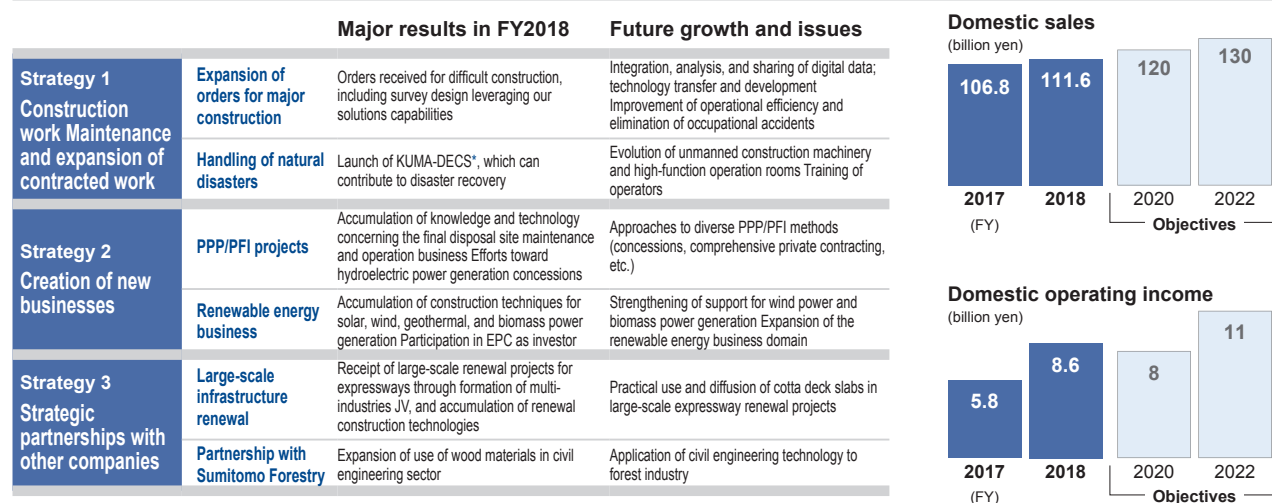 Major results in FY2018
Future growth and issues
Strategy 1
Construction
work Maintenance
and expansion of
contracted work
Expansion of
orders for major
construction
Orders received for difficult construction,
including survey design leveraging our
solutions capabilities
Integration, analysis, and sharing of digital data;
technology transfer and development
Improvement of operational efficiency and
elimination of occupational accidents
Handling of natural
disasters
Launch of KUMA-DECS*, which can
contribute to disaster recovery
Evolution of unmanned construction machinery
and high-function operation rooms Training of
operators
Strategy 2
Creation of new
businesses
PPP/PFI projects
Accumulation of knowledge and technology
concerning the final disposal site maintenance
and operation business Efforts toward
hydroelectric power generation concessions
Approaches to diverse PPP/PFI methods
(concessions, comprehensive private contracting,
etc.)
Renewable energy
business
Accumulation of construction techniques for
solar, wind, geothermal, and biomass power
generation Participation in EPC as investor
Strengthening of support for wind power and
biomass power generation Expansion of the
renewable energy business domain
Strategy 3
Strategic
partnerships with
other companies
Large-scale
infrastructure
renewal
Receipt of large-scale renewal projects for
expressways through formation of multi-
industries JV, and accumulation of renewal
construction technologies
Practical use and diffusion of cotta deck slabs in
large-scale expressway renewal projects
Partnership with
Sumitomo Forestry
Expansion of use of wood materials in civil
engineering sector
Application of civil engineering technology to
forest industry
Domestic sales
(billion yen)
106.8
111.6
120
130
2017
2018
2020
2022
(FY)
Objectives
Domestic operating income
(billion yen)
5.8
8.6
8
11
2017
2018
2020
2022
(FY)
Objectives